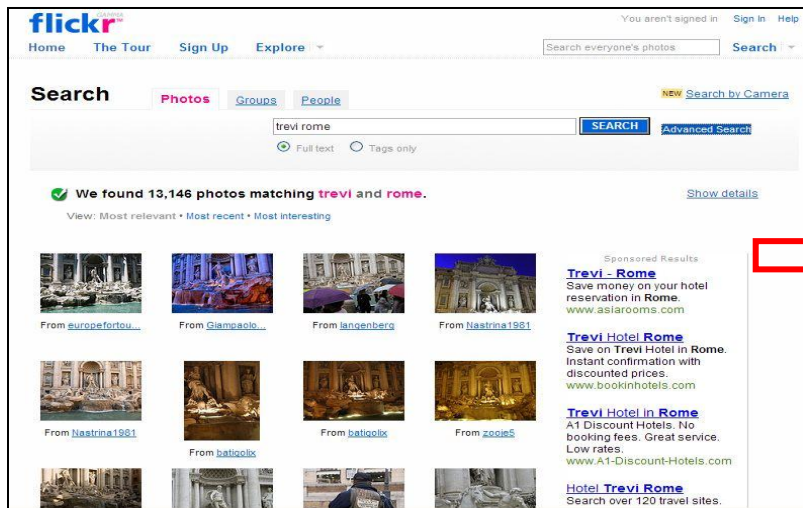 flickr GAMMA
You aren't signed in Sign In Help
Home The Tour Sign Up Explore
Search everyone's photos Search
Search Photos Groups People
NEW Search by Camera
trevi rome SEARCH Advanced Search
Full text Tags only
We found 13,146 photos matching trevi and rome.
Show details
View: Most relevant • Most recent • Most interesting
From europefortou...
From Giampaolo...
From langenberg
From Nastrina1981
From Nastrina1981
From batigolix
From batigolix
From zooie5
Sponsored Results
Trevi - Rome
Save money on your hotel
reservation in Rome.
www.asiarooms.com
Trevi Hotel Rome
Save on Trevi Hotel in Rome.
Instant confirmation with
discounted prices.
www.bookinhotels.com
Trevi Hotel in Rome
A1 Discount Hotels. No
booking fees. Great service.
Low rates.
www.A1-Discount-Hotels.com
Hotel Trevi Rome
Search over 120 travel sites.